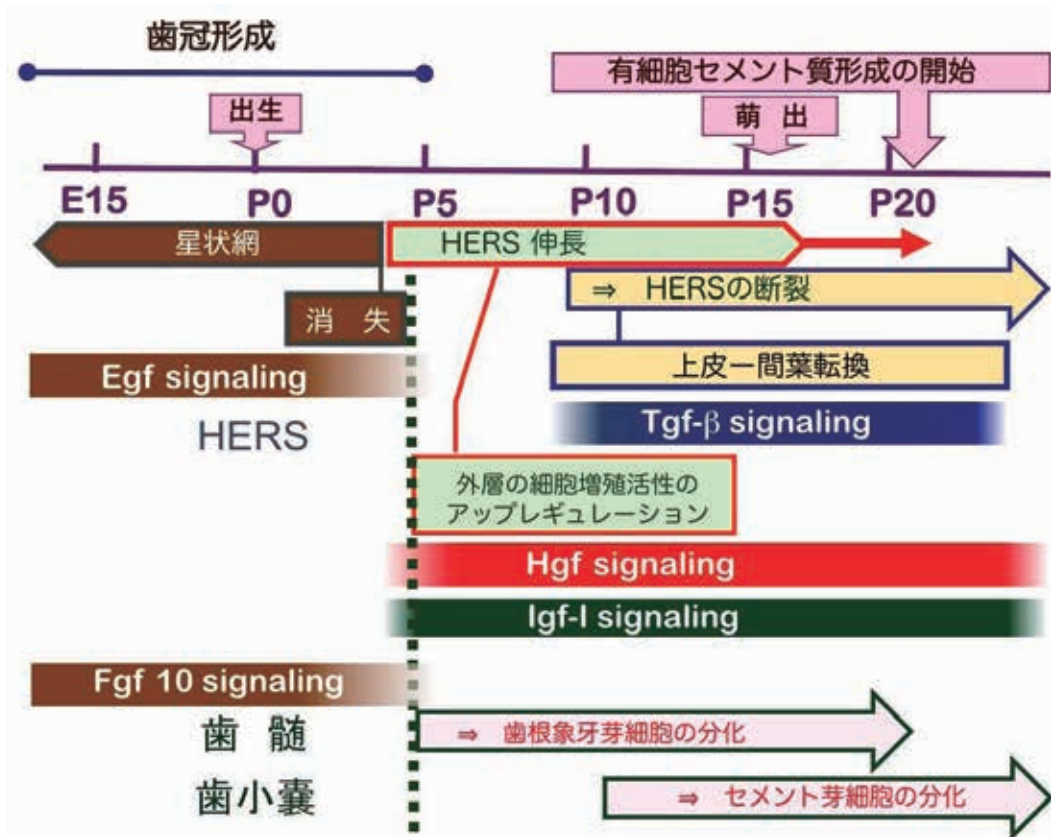 歯冠形成
有細胞セメント質形成の開始
出生
萌 出
E15 P0 P5 P10 P15 P20
星状網
HERS 伸長
⇒ HERSの断裂
消 失
上皮ー間葉転換
Egf signaling
Tgf-β signaling
HERS
外層の細胞増殖活性の
アップレギュレーション
Hgf signaling
Igf-I signaling
Fgf 10 signaling
歯 髄
⇒ 歯根象牙芽細胞の分化
歯小嚢
⇒ セメント芽細胞の分化